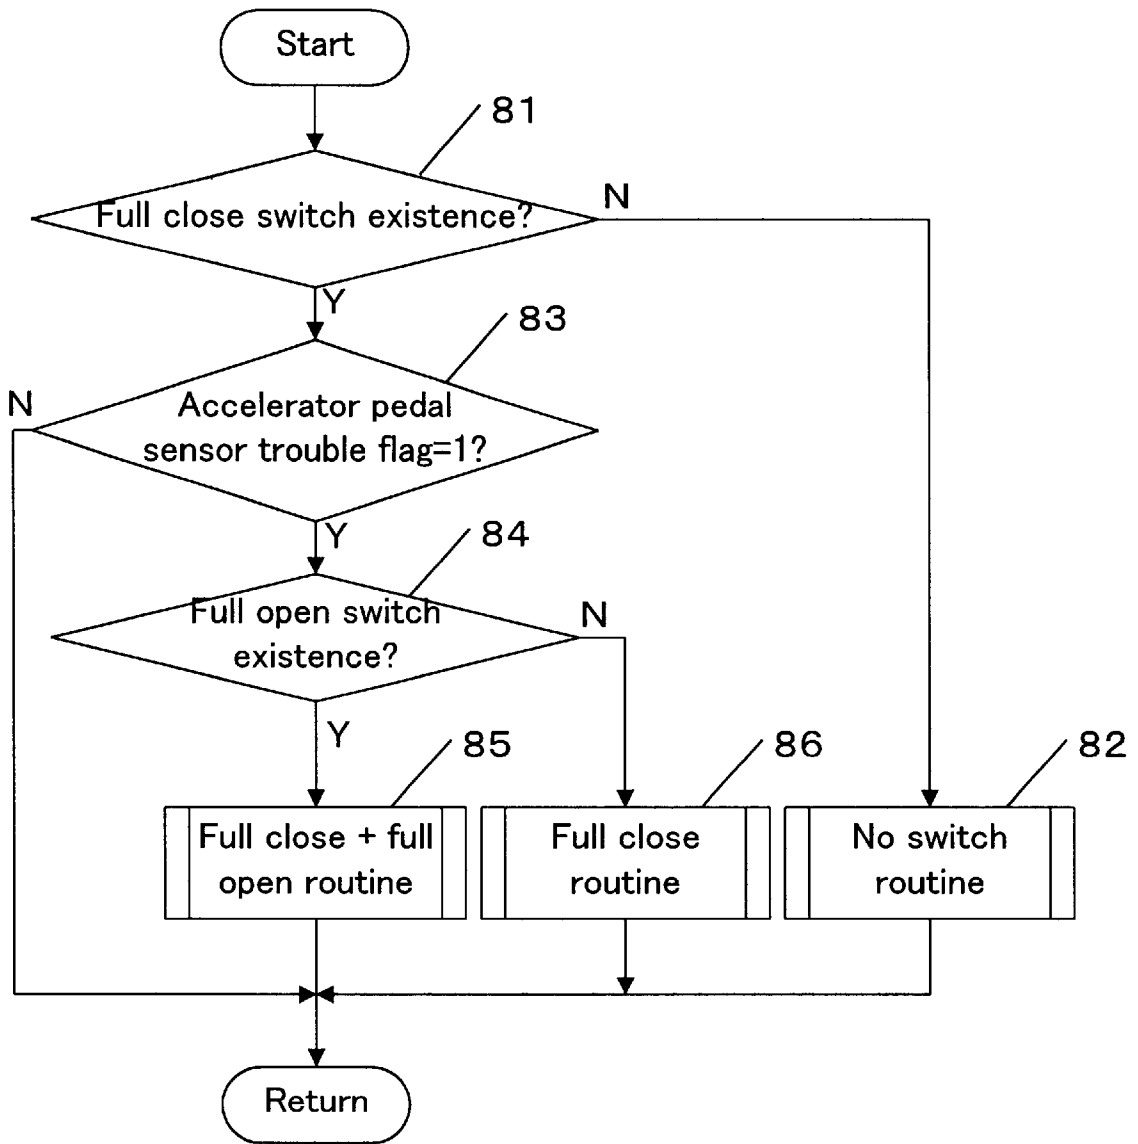 Start
81
Full close switch existence?
N
Y
83
N
Accelerator pedal
sensor trouble flag=1?
Y
84
Full open switch
existence?
N
Y
85
86
82
Full close + full
open routine
Full close
routine
No switch
routine
Return